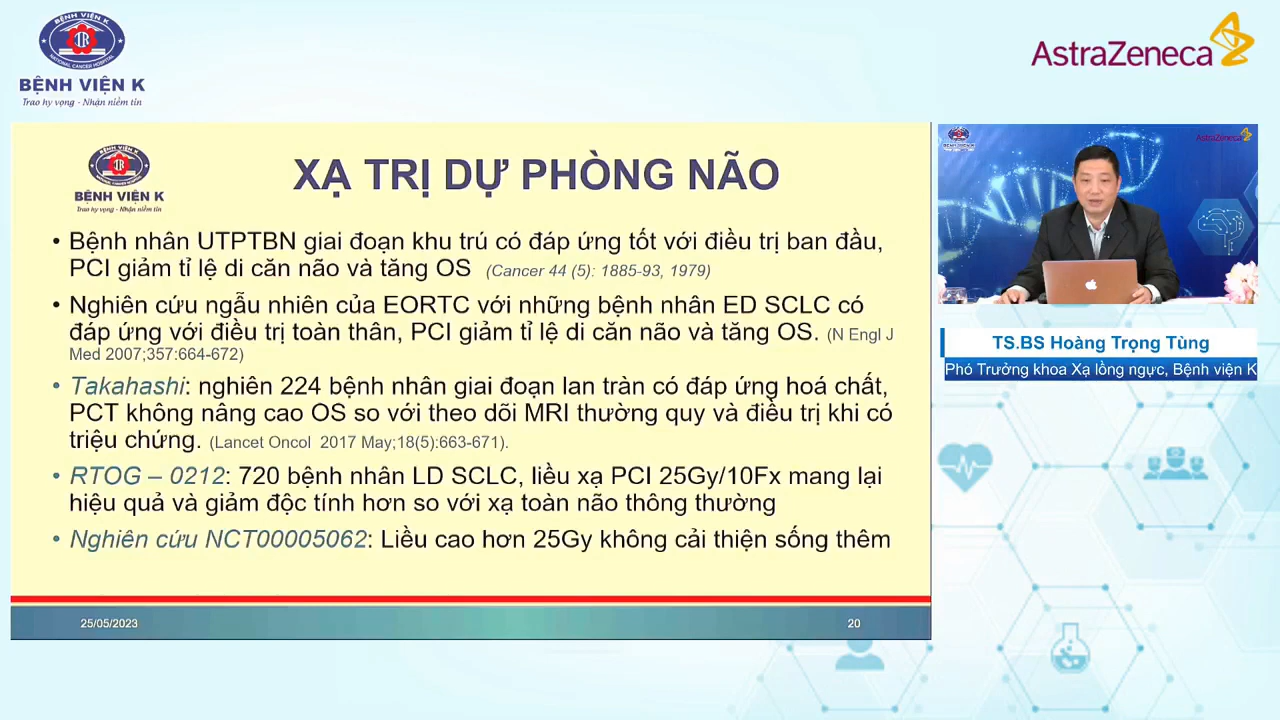 BỆNH VIỆN K
NATIONAL CANCER HOSPITAL
BỆNH VIỆN K
Trao hy vọng - Nhận niềm tin
AstraZeneca
BỆNH VIỆN K
Trao hy vọng - Nhận niềm tin
XẠ TRỊ DỰ PHÒNG NÃO
• Bệnh nhân UTPTBN giai đoạn khu trú có đáp ứng tốt với điều trị ban đầu,
PCI giảm tỉ lệ di căn não và tăng OS (Cancer 44 (5): 1885-93, 1979)
• Nghiên cứu ngẫu nhiên của EORTC với những bệnh nhân ED SCLC có
đáp ứng với điều trị toàn thân, PCI giảm tỉ lệ di căn não và tăng OS. (N Engl J
Med 2007;357:664-672)
• Takahashi: nghiên 224 bệnh nhân giai đoạn lan tràn có đáp ứng hoá chất,
PCT không nâng cao OS so với theo dõi MRI thường quy và điều trị khi có
triệu chứng. (Lancet Oncol 2017 May;18(5):663-671).
• RTOG – 0212: 720 bệnh nhân LD SCLC, liều xạ PCI 25Gy/10Fx mang lại
hiệu quả và giảm độc tính hơn so với xạ toàn não thông thường
• Nghiên cứu NCT00005062: Liều cao hơn 25Gy không cải thiện sống thêm
25/05/2023
20
BỆNH VIỆN K
AstraZeneca
TS.BS Hoàng Trọng Tùng
Phó Trưởng khoa Xạ lồng ngực, Bệnh viện K